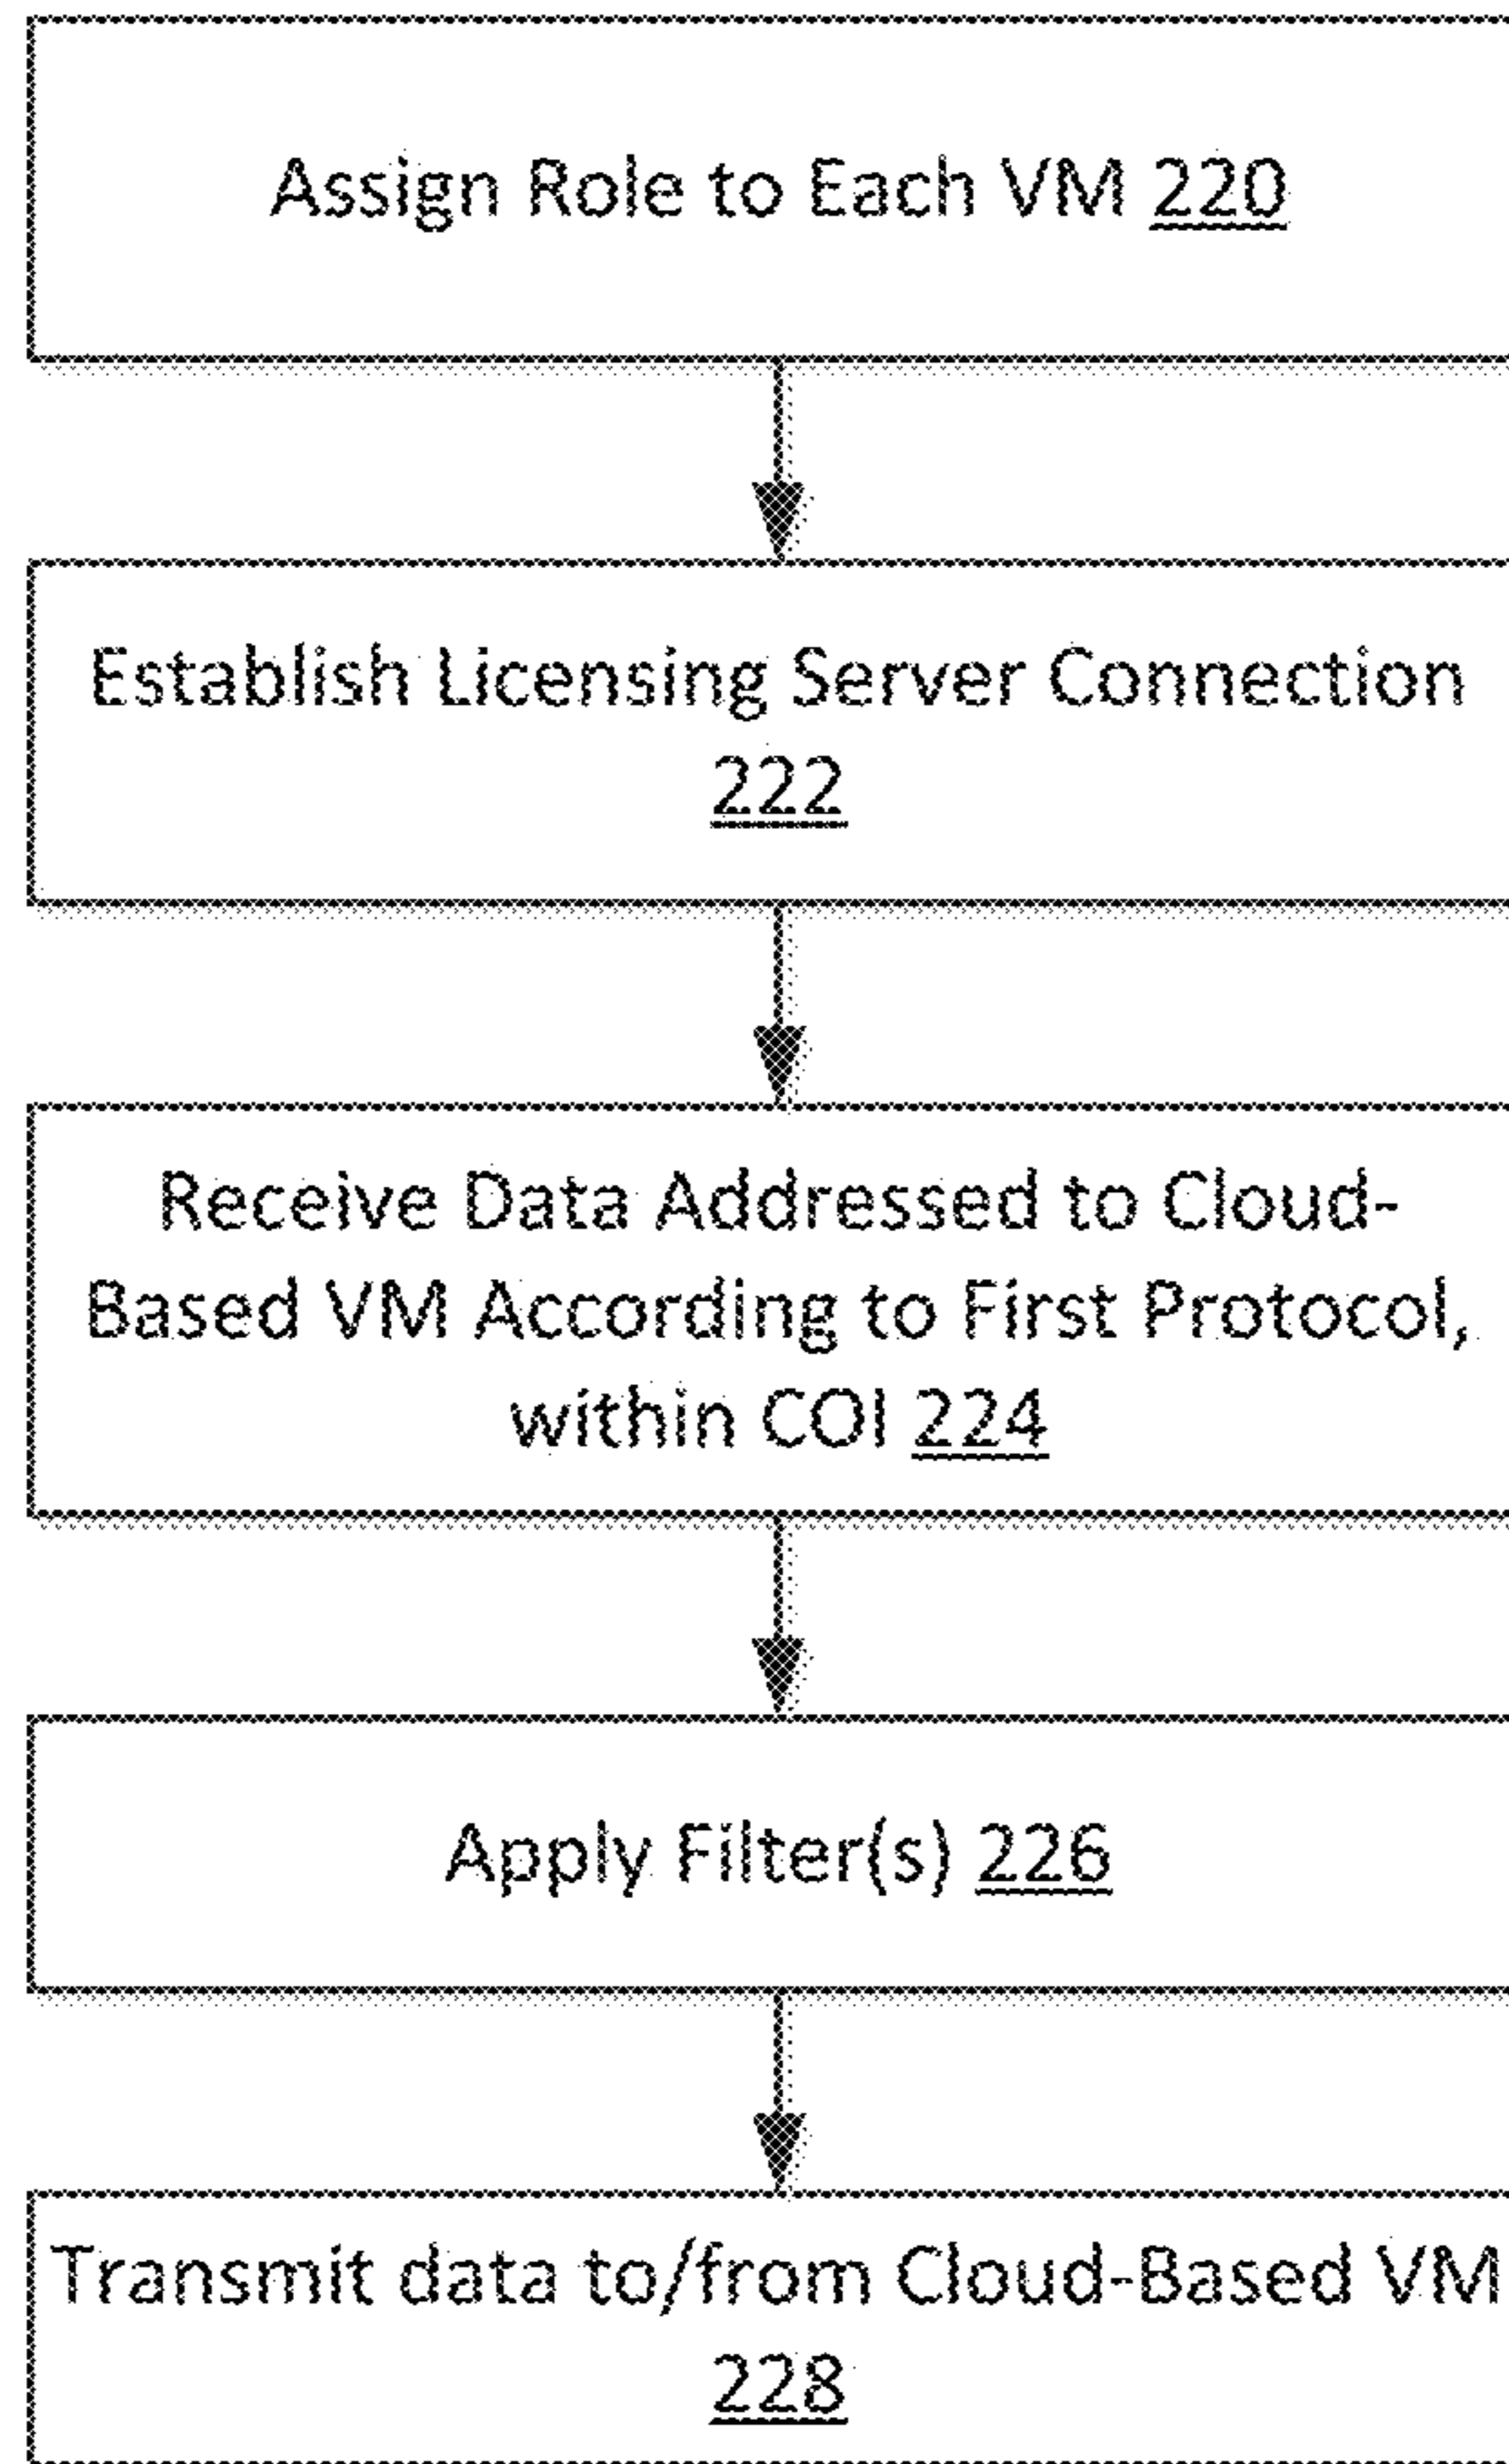 Assign Role to Each VM 220
Establish Licensing Server Connection
222
Receive Data Addressed to Cloud-
Based VM According to First Protocol,
within COI 224
Apply Filter(s) 226
Transmit data to/from Cloud-Based VM
228